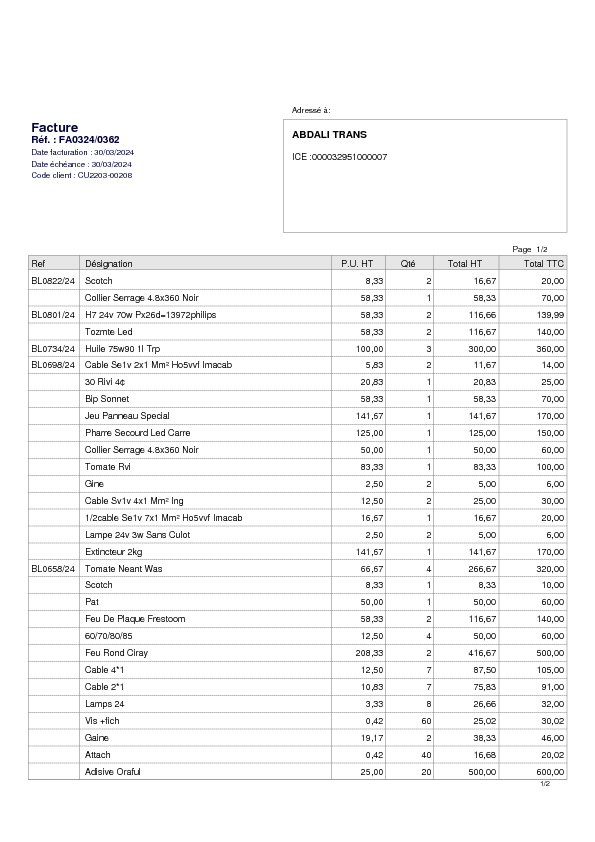 Adressé à:
Facture
Réf. : FA0324/0362
Date facturation : 30/03/2024
Date échéance : 30/03/2024
Code client : CU2203-00208
ABDALI TRANS
ICE :000032951000007
Page 1/2
Ref Désignation P.U. HT Qté Total HT Total TTC
BL0822/24 Scotch 8,33 2 16,67 20,00
Collier Serrage 4.8x360 Noir 58,33 1 58,33 70,00
BL0801/24 H7 24v 70w Px26d=13972philips 58,33 2 116,66 139,99
Tozmte Led 58,33 2 116,67 140,00
BL0734/24 Huile 75w90 1l Trp 100,00 3 300,00 360,00
BL0698/24 Cable Se1v 2x1 Mm² Ho5vvf Imacab 5,83 2 11,67 14,00
30 Rivi 4¢ 20,83 1 20,83 25,00
Bip Sonnet 58,33 1 58,33 70,00
Jeu Panneau Special 141,67 1 141,67 170,00
Pharre Secourd Led Carre 125,00 1 125,00 150,00
Collier Serrage 4.8x360 Noir 50,00 1 50,00 60,00
Tomate Rvi 83,33 1 83,33 100,00
Gine 2,50 2 5,00 6,00
Cable Sv1v 4x1 Mm² Ing 12,50 2 25,00 30,00
1/2cable Se1v 7x1 Mm² Ho5vvf Imacab 16,67 1 16,67 20,00
Lampe 24v 3w Sans Culot 2,50 2 5,00 6,00
Extincteur 2kg 141,67 1 141,67 170,00
BL0658/24 Tomate Neant Was 66,67 4 266,67 320,00
Scotch 8,33 1 8,33 10,00
Pat 50,00 1 50,00 60,00
Feu De Plaque Frestoom 58,33 2 116,67 140,00
60/70/80/85 12,50 4 50,00 60,00
Feu Rond Ciray 208,33 2 416,67 500,00
Cable 4*1 12,50 7 87,50 105,00
Cable 2*1 10,83 7 75,83 91,00
Lamps 24 3,33 8 26,66 32,00
Vis +fich 0,42 60 25,02 30,02
Gaine 19,17 2 38,33 46,00
Attach 0,42 40 16,68 20,02
Adisive Oraful 25,00 20 500,00 600,00
1/2